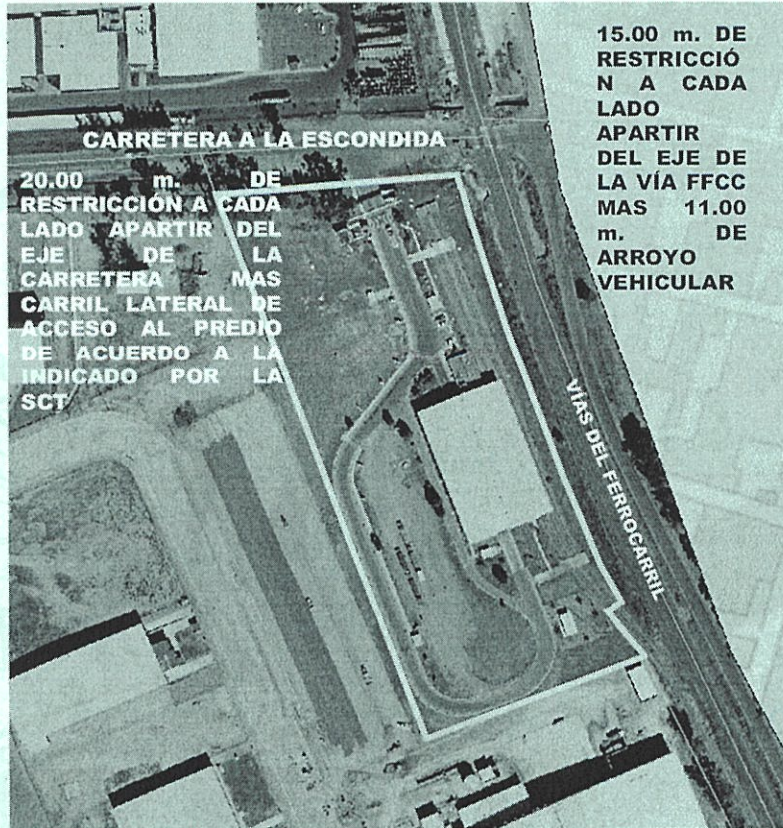 15.00 m. DE
RESTRICCIÓ
N A CADA
LADO
APARTIR
DEL EJE DE
LA VÍA FFCC
MAS 11.00
m. DE
ARROYO
VEHICULAR
CARRETERA A LA ESCONDIDA
20.00 m. DE
RESTRICCIÓN A CADA
LADO APARTIR DEL
EJE DE LA
CARRETERA MAS
CARRIL LATERAL DE
ACCESO AL PREDIO
DE ACUERDO A LA
INDICADO POR LA
SCT
VÍAS DEL FERROCARRIL